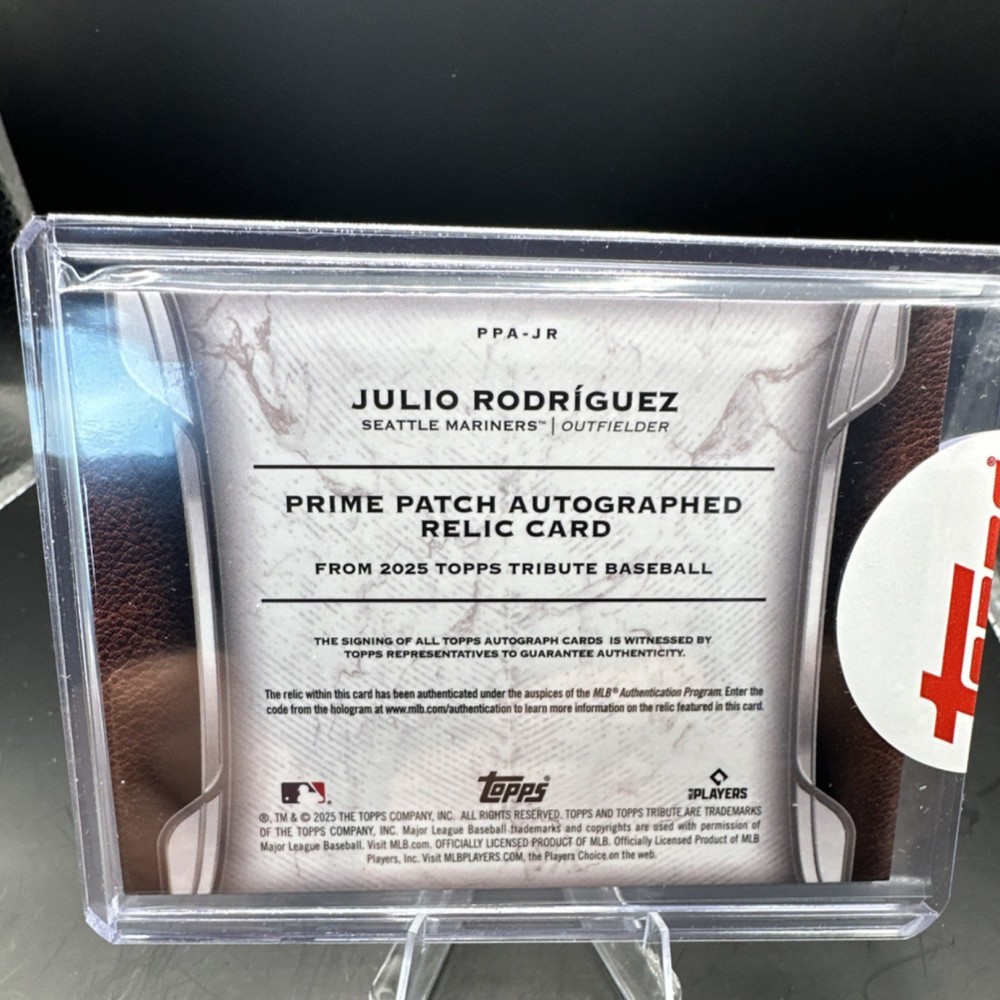 PPA-JR
JULIO RODRÍGUEZ
SEATTLE MARINERS™ | OUTFIELDER
PRIME PATCH AUTOGRAPHED
RELIC CARD
FROM 2025 TOPPS TRIBUTE BASEBALL
THE SIGNING OF ALL TOPPS AUTOGRAPH CARDS IS WITNESSED BY
TOPPS REPRESENTATIVES TO GUARANTEE AUTHENTICITY.
The relic within this card has been authenticated under the auspices of the MLB® Authentication Program. Enter the
code from the hologram at www.mlb.com/authentication to learn more information on the relic featured in this card.
topps®
PLAYERS
®, TM & © 2025 THE TOPPS COMPANY, INC. ALL RIGHTS RESERVED. TOPPS AND TOPPS TRIBUTE ARE TRADEMARKS
OF THE TOPPS COMPANY, INC. Major League Baseball trademarks and copyrights are used with permission of
Major League Baseball. Visit MLB.com. OFFICIALLY LICENSED PRODUCT OF MLB. Officially Licensed Product of MLB
Players, Inc. Visit MLBPLAYERS.COM, the Players Choice on the web.